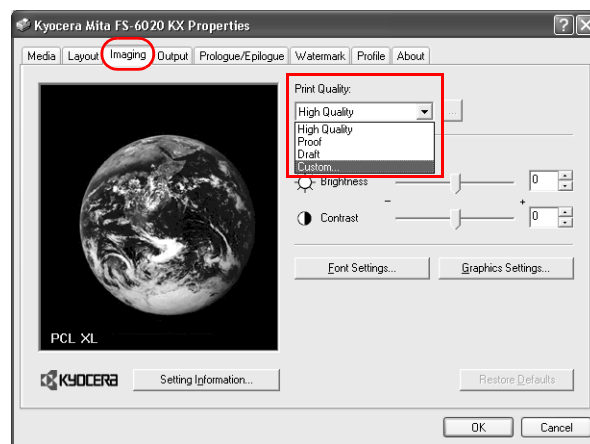 Kyocera Mita FS-6020 KX Properties
Media Layout Imaging Output Prologue/Epilogue Watermark Profile About
Print Quality:
High Quality
...
High Quality
Proof
Draft
Custom...
Brightness 0
- +
Contrast 0
Font Settings... Graphics Settings...
PCL XL
KYOCERA Setting Information... Restore Defaults
OK Cancel